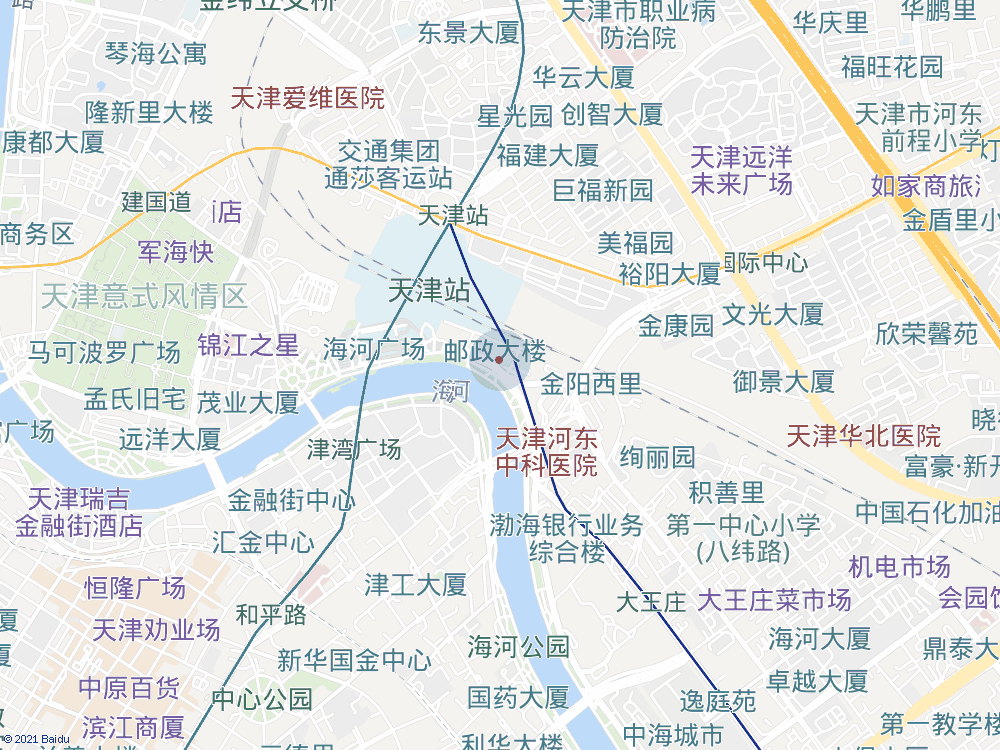 东景大厦
天津市职业病
防治院
华庆里
华鹏里
琴海公寓
华云大厦
福旺花园
天津爱维医院
隆新里大楼
星光园
创智大厦
天津市河东
前程小学
康都大厦
交通集团
通莎客运站
福建大厦
天津远洋
未来广场
巨福新园
建国道
天津站
金盾里小
商务区
军海快
美福园
裕阳大厦
国际中心
天津意式风情区
天津站
金康园
文光大厦
欣荣馨苑
马可波罗广场
锦江之星
海河广场
邮政大楼
金阳西里
御景大厦
孟氏旧宅
茂业大厦
海河
远洋大厦
津湾广场
天津河东
中科医院
绚丽园
天津华北医院
富豪·新开
天津瑞吉
金融街酒店
金融街中心
积善里
中国石化加油
渤海银行业务
综合楼
第一中心小学
(八纬路)
汇金中心
机电市场
恒隆广场
津工大厦
大王庄
大王庄菜市场
会园饭
和平路
天津劝业场
海河公园
海河大厦
鼎泰大
新华国金中心
中原百货
中心公园
国药大厦
逸庭苑
卓越大厦
滨江商厦
中海城市
第一教学楼
利华大楼
© 2021 Baidu